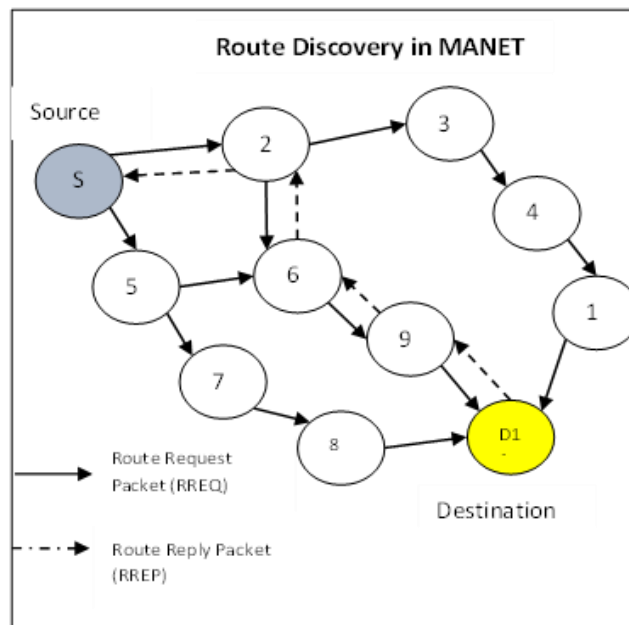 Route Discovery in MANET
Source
S
2
3
4
5
6
1
9
7
8
D1
Destination
Route Request
Packet (RREQ)
Route Reply Packet
(RREP)